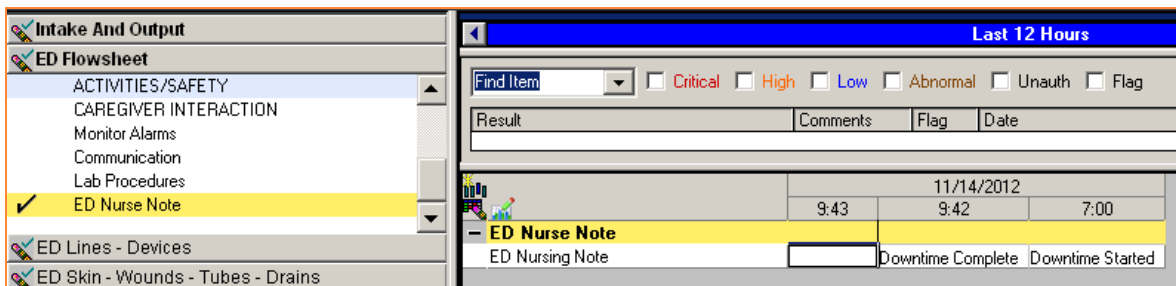 Intake And Output
ED Flowsheet
ACTIVITIES/SAFETY
CAREGIVER INTERACTION
Monitor Alarms
Communication
Lab Procedures
ED Nurse Note
ED Lines - Devices
ED Skin - Wounds - Tubes - Drains
Last 12 Hours
Find Item Critical High Low Abnormal Unauth Flag
Result Comments Flag Date
11/14/2012
9:43 9:42 7:00
ED Nurse Note
ED Nursing Note Downtime Complete Downtime Started